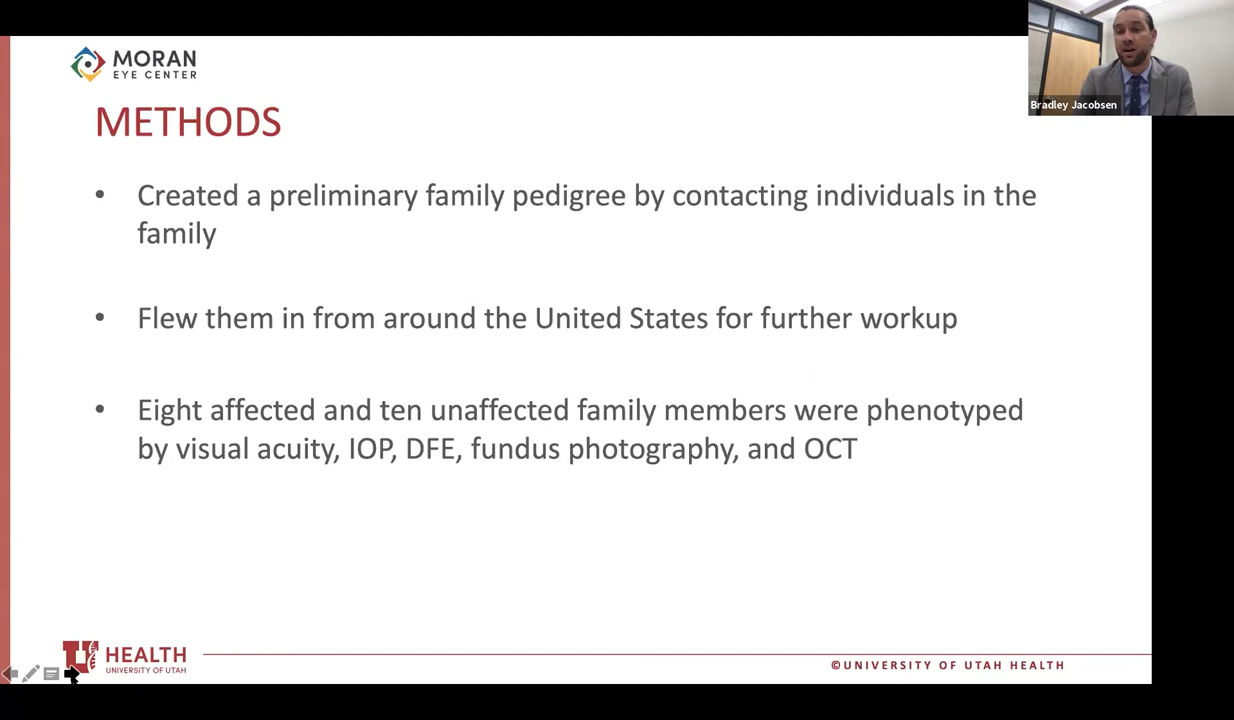 MORAN
EYE CENTER
Bradley Jacobsen
METHODS
• Created a preliminary family pedigree by contacting individuals in the
family
• Flew them in from around the United States for further workup
• Eight affected and ten unaffected family members were phenotyped
by visual acuity, IOP, DFE, fundus photography, and OCT
U HEALTH
UNIVERSITY OF UTAH
©UNIVERSITY OF UTAH HEALTH